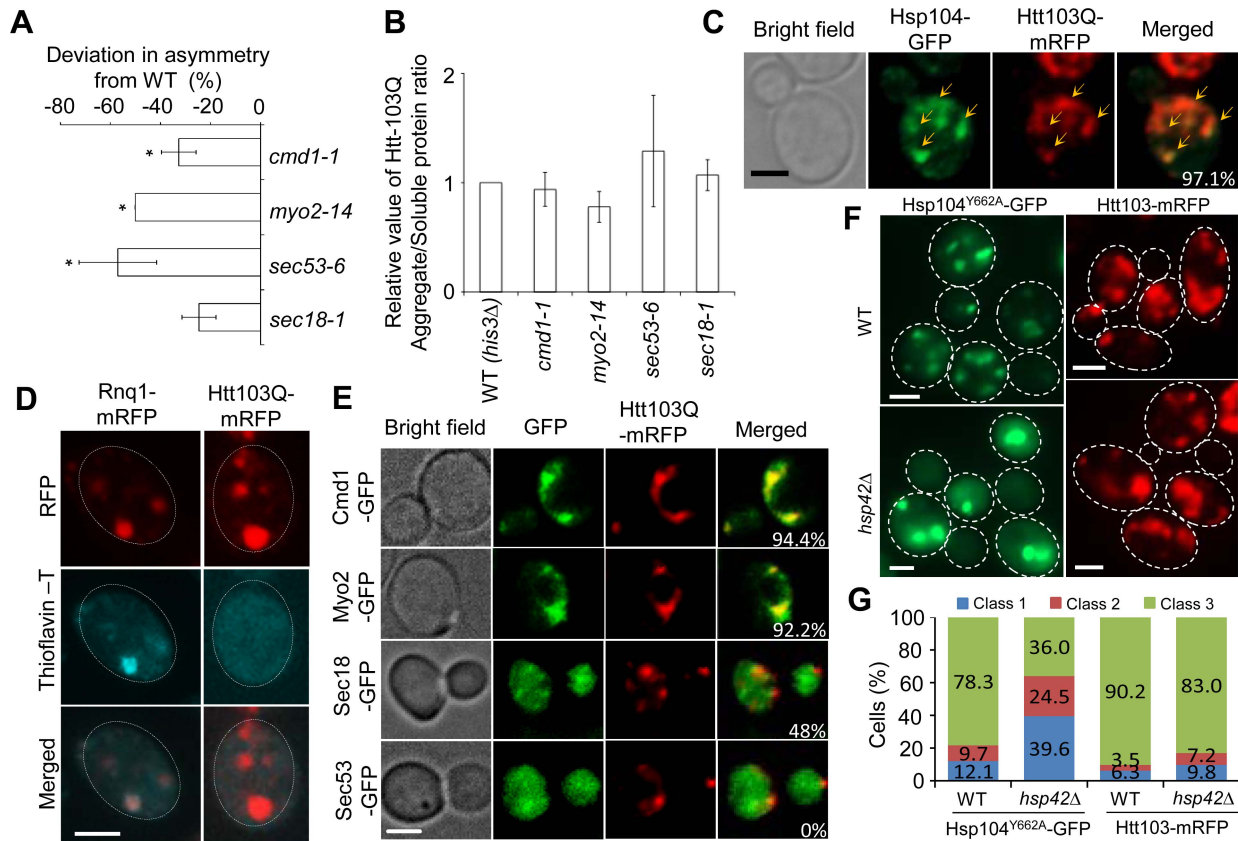 A
Deviation in asymmetry
from WT (%)
-80 -60 -40 -20 0
*
cmd1-1
*
myo2-14
*
sec53-6
sec18-1
B
Relative value of Htt-103Q
Aggregate/Soluble protein ratio
2
1
0
WT (his3Δ)
cmd1-1
myo2-14
sec53-6
sec18-1
C
Bright field
Hsp104-
GFP
Htt103Q-
mRFP
Merged
97.1%
D
Rnq1-
mRFP
Htt103Q-
mRFP
RFP
Thioflavin –T
Merged
E
Bright field
GFP
Htt103Q
-mRFP
Merged
Cmd1
-GFP
94.4%
Myo2
-GFP
92.2%
Sec18
-GFP
48%
Sec53
-GFP
0%
F
Hsp104Y662A-GFP
Htt103-mRFP
WT
hsp42Δ
G
Class 1 Class 2 Class 3
Cells (%)
100
80
60
40
20
0
78.3
9.7
12.1
36.0
24.5
39.6
90.2
3.5
6.3
83.0
7.2
9.8
WT hsp42Δ WT hsp42Δ
Hsp104Y662A-GFP Htt103-mRFP